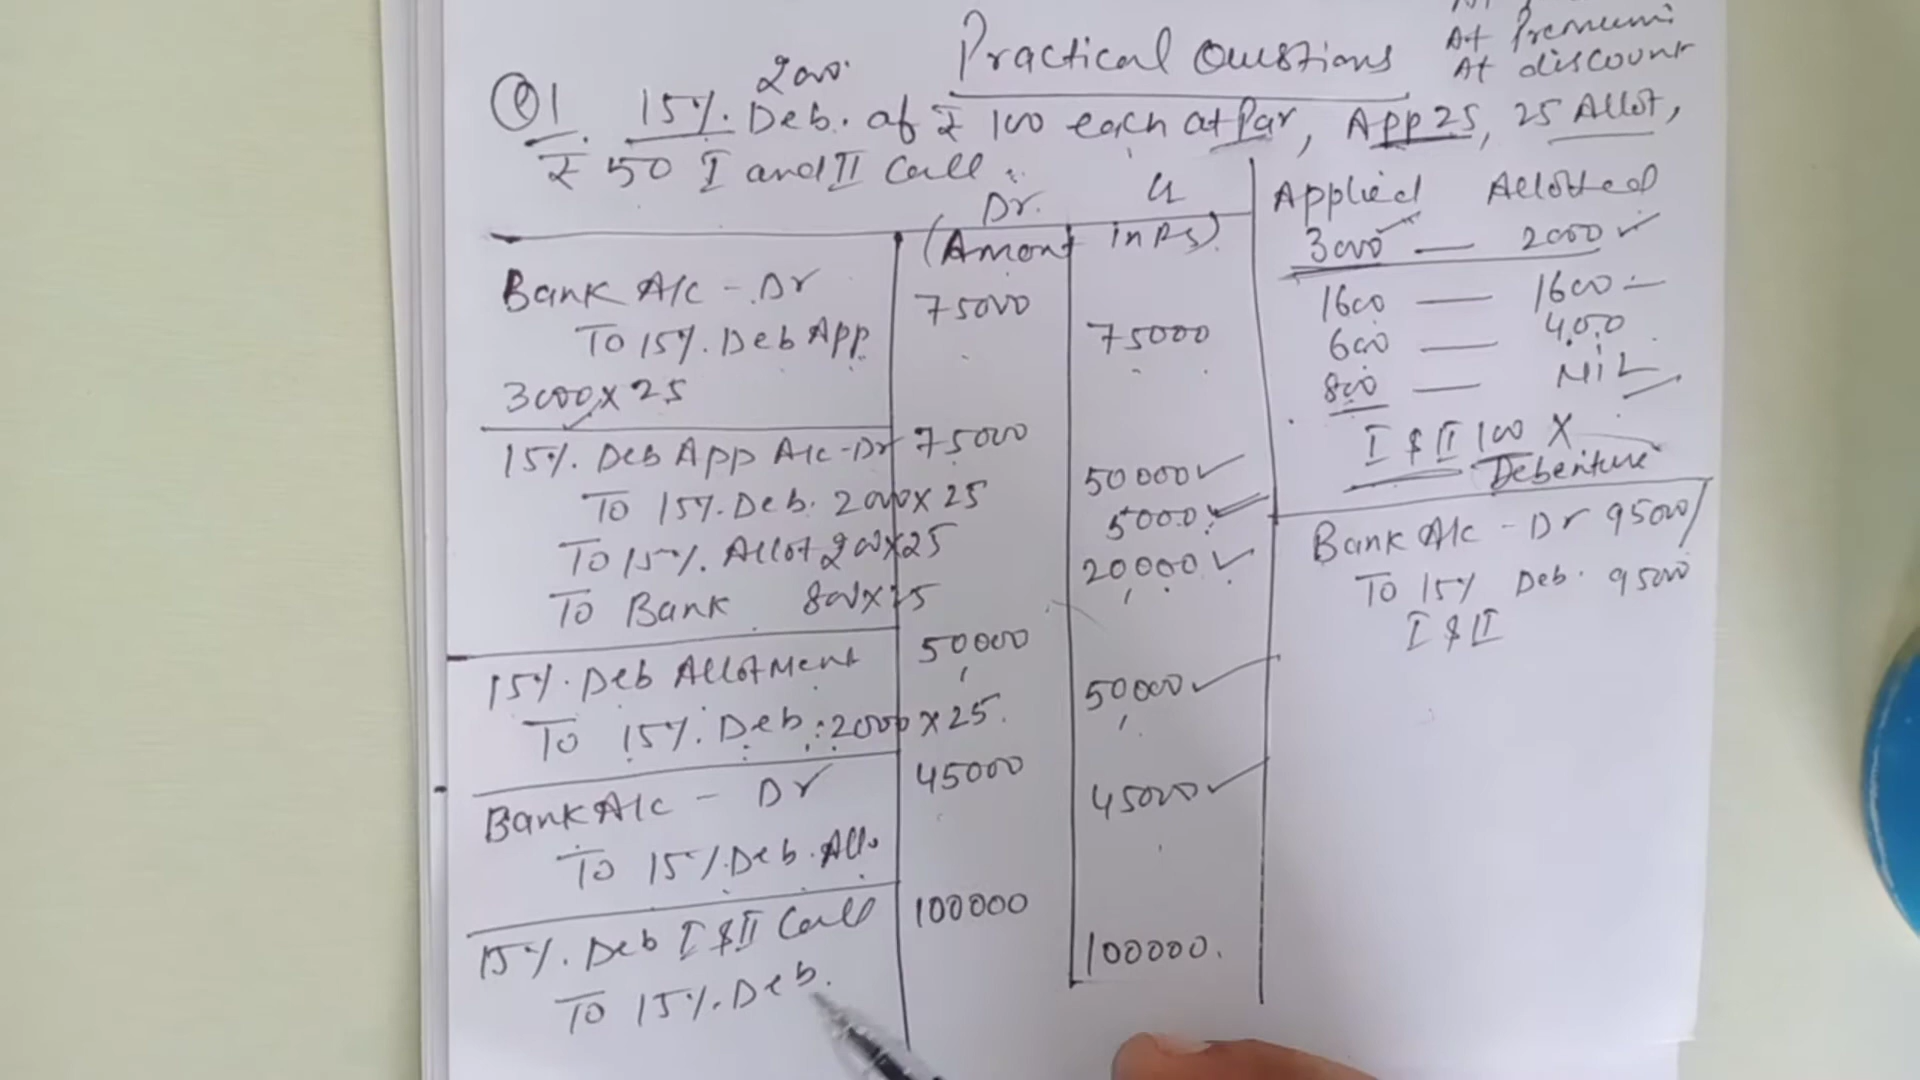 Practical Questions
At Premium
At discount
Q1. 15%. 2000 Deb. of ₹ 100 each at Par, App 25, 25 Allot,
₹ 50 I and II Call.
Dr.
(Amont in Rs)
Bank A/c - Dr 75000
To 15%. Deb App 75000
3000 x 25
15%. Deb App A/c - Dr 75000
To 15%. Deb. 2000 x 25 50000
To 15%. Allot 200 x 25 5000
To Bank 800 x 25 20,000
15%. Deb Allotment 50000
To 15%. Deb: 2000 x 25. 50000
Bank A/c - Dr 45000
To 15%. Deb. Allo 45000
15%. Deb I & II Call 100000
To 15%. Deb. 100000.
Applied Allotted
3000 — 2000
1600 — 1600
600 — 400
800 — NiL
I & II 100 X
Debenture
Bank A/c - Dr 95000/
To 15% Deb. 95000
I & II